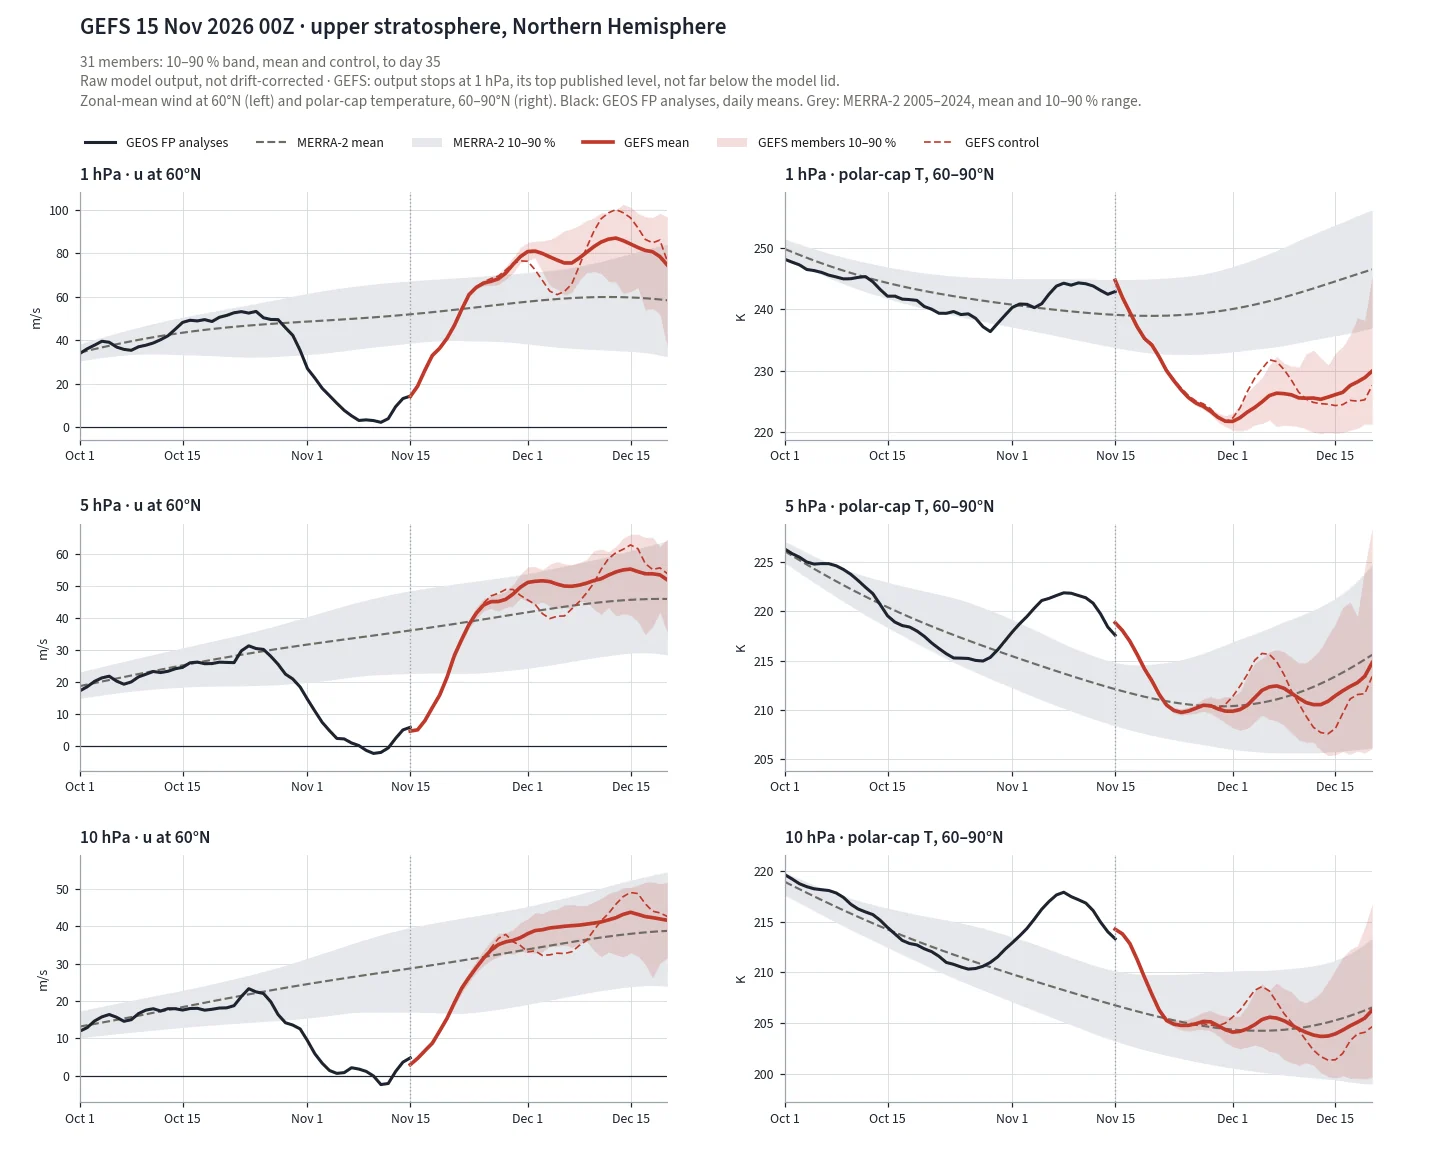 GEFS 15 Nov 2026 00Z · upper stratosphere, Northern Hemisphere
31 members: 10–90 % band, mean and control, to day 35
Raw model output, not drift-corrected · GEFS: output stops at 1 hPa, its top published level, not far below the model lid.
Zonal-mean wind at 60°N (left) and polar-cap temperature, 60–90°N (right). Black: GEOS FP analyses, daily means. Grey: MERRA-2 2005–2024, mean and 10–90 % range.
GEOS FP analyses MERRA-2 mean MERRA-2 10–90 % GEFS mean GEFS members 10–90 % GEFS control
1 hPa · u at 60°N
100
80
60
40
20
0
m/s
Oct 1 Oct 15 Nov 1 Nov 15 Dec 1 Dec 15
1 hPa · polar-cap T, 60–90°N
250
240
230
220
K
Oct 1 Oct 15 Nov 1 Nov 15 Dec 1 Dec 15
5 hPa · u at 60°N
60
50
40
30
20
10
0
m/s
Oct 1 Oct 15 Nov 1 Nov 15 Dec 1 Dec 15
5 hPa · polar-cap T, 60–90°N
225
220
215
210
205
K
Oct 1 Oct 15 Nov 1 Nov 15 Dec 1 Dec 15
10 hPa · u at 60°N
50
40
30
20
10
0
m/s
Oct 1 Oct 15 Nov 1 Nov 15 Dec 1 Dec 15
10 hPa · polar-cap T, 60–90°N
220
215
210
205
200
K
Oct 1 Oct 15 Nov 1 Nov 15 Dec 1 Dec 15